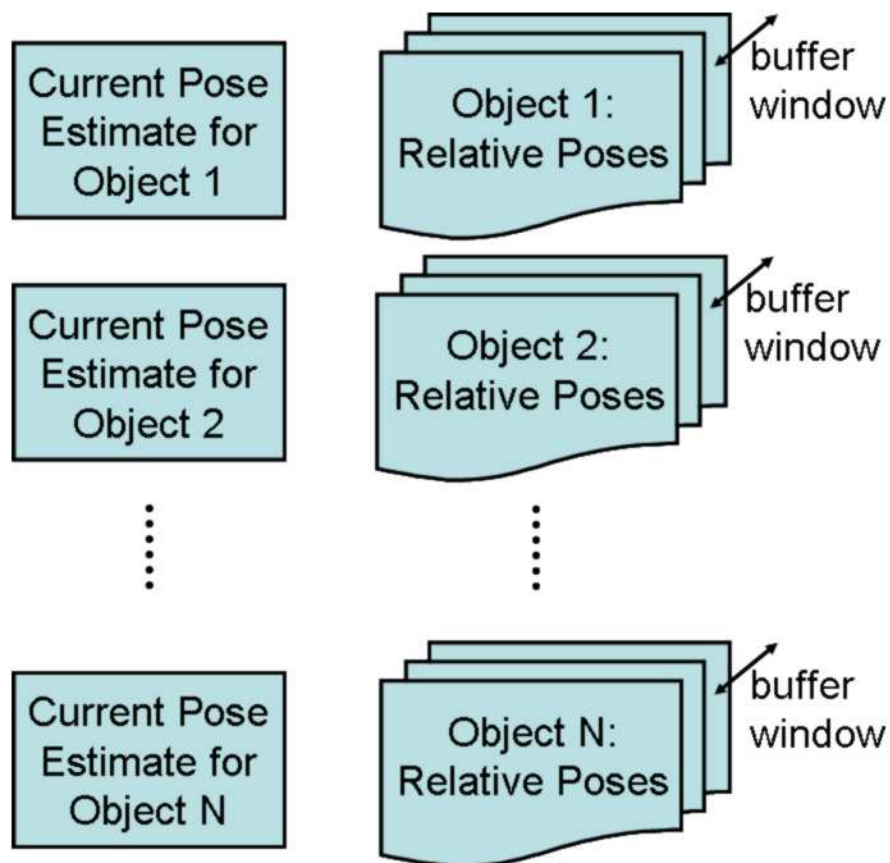 Current Pose
Estimate for
Object 1
Object 1:
Relative Poses
buffer
window
Current Pose
Estimate for
Object 2
Object 2:
Relative Poses
buffer
window
Current Pose
Estimate for
Object N
Object N:
Relative Poses
buffer
window